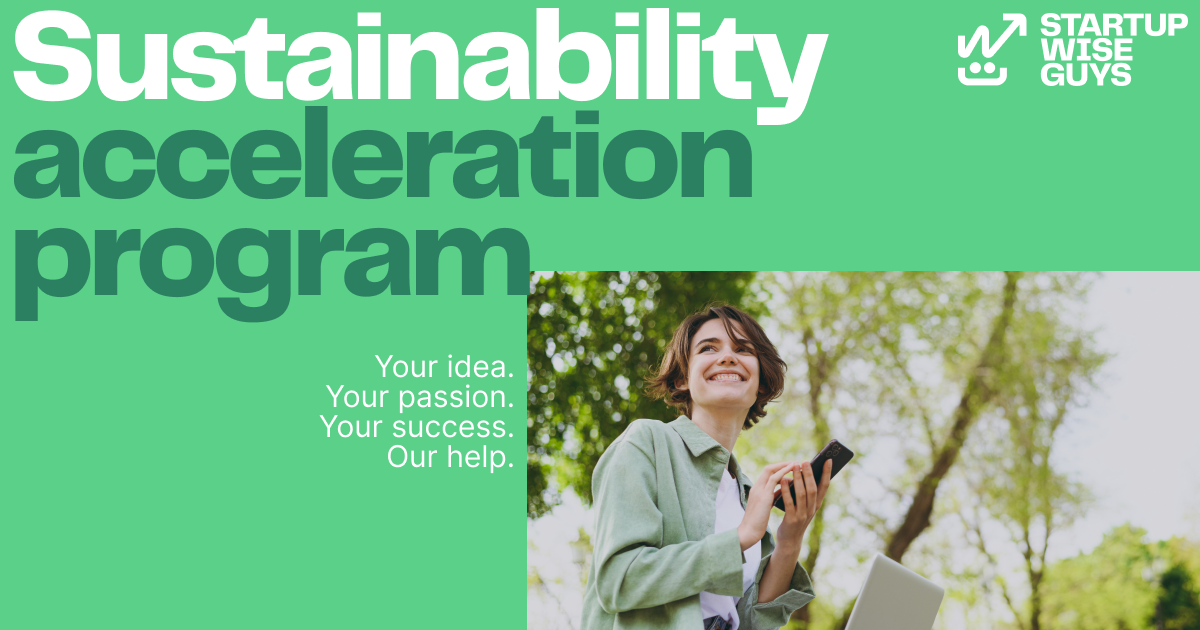 Sustainability
acceleration
program
STARTUP
WISE
GUYS
Your idea.
Your passion.
Your success.
Our help.